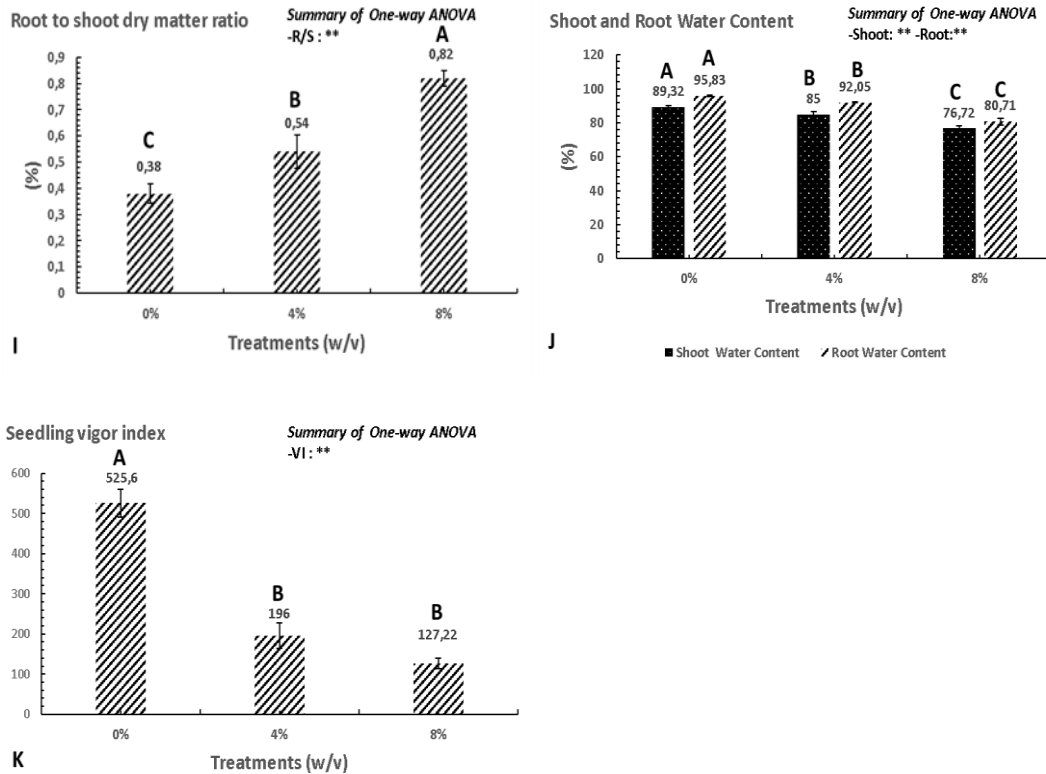 Root to shoot dry matter ratio
Summary of One-way ANOVA
-R/S : **
(%)
0,9
0,8
0,7
0,6
0,5
0,4
0,3
0,2
0,1
0
C
0,38
B
0,54
A
0,82
0%
4%
8%
Treatments (w/v)
I
Shoot and Root Water Content
Summary of One-way ANOVA
-Shoot: ** -Root:**
(%)
120
100
80
60
40
20
0
A
89,32
A
95,83
B
85
B
92,05
C
76,72
C
80,71
0%
4%
8%
Treatments (w/v)
J
Shoot Water Content
Root Water Content
Seedling vigor index
Summary of One-way ANOVA
-VI : **
600
500
400
300
200
100
0
A
525,6
B
196
B
127,22
0%
4%
8%
Treatments (w/v)
K